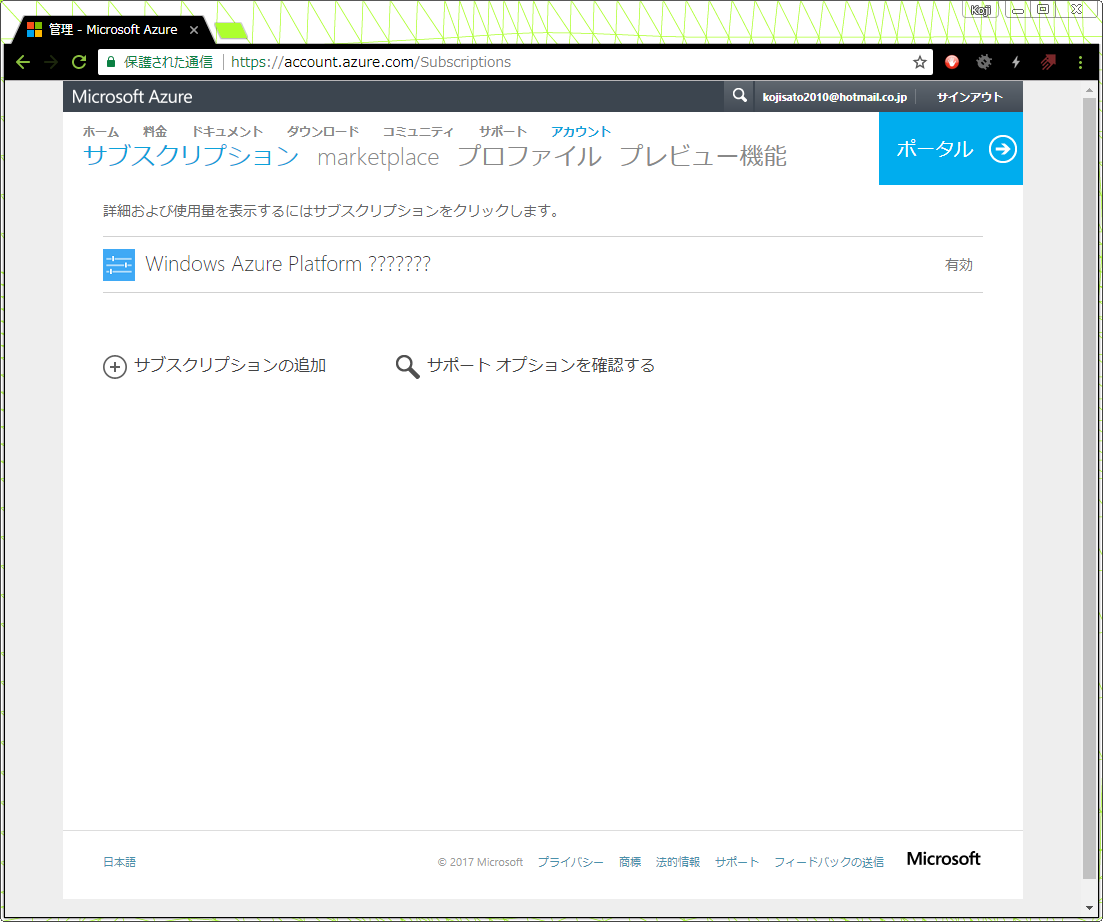 Koji
管理 - Microsoft Azure
保護された通信 https://account.azure.com/Subscriptions
Microsoft Azure kojisato2010@hotmail.co.jp サインアウト
ホーム 料金 ドキュメント ダウンロード コミュニティ サポート アカウント
サブスクリプション marketplace プロファイル プレビュー機能
ポータル
詳細および使用量を表示するにはサブスクリプションをクリックします。
Windows Azure Platform ??????? 有効
サブスクリプションの追加 サポート オプションを確認する
日本語 © 2017 Microsoft プライバシー 商標 法的情報 サポート フィードバックの送信 Microsoft